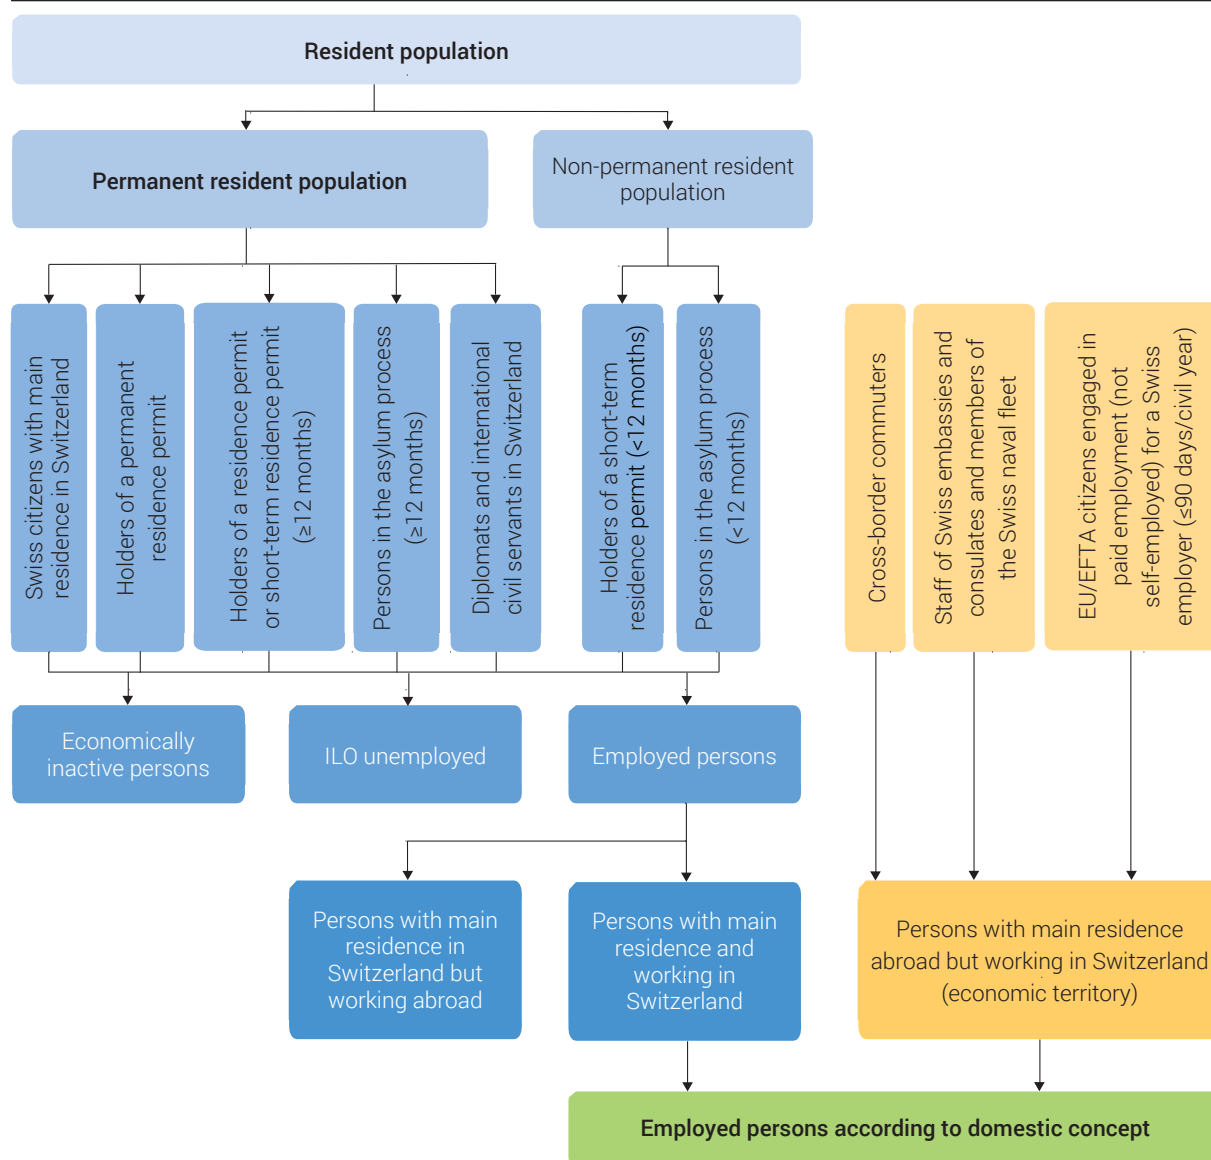 Resident population
Permanent resident population
Non-permanent resident
population
Swiss citizens with main
residence in Switzerland
Holders of a permanent
residence permit
Holders of a residence permit
or short-term residence permit
(≥12 months)
Persons in the asylum process
(≥12 months)
Diplomats and international
civil servants in Switzerland
Holders of a short-term
residence permit (<12 months)
Persons in the asylum process
(<12 months)
Cross-border commuters
Staff of Swiss embassies and
consulates and members of
the Swiss naval fleet
EU/EFTA citizens engaged in
paid employment (not
self-employed) for a Swiss
employer (≤90 days/civil year)
Economically
inactive persons
ILO unemployed
Employed persons
Persons with main
residence in
Switzerland but
working abroad
Persons with main
residence and
working in
Switzerland
Persons with main residence
abroad but working in Switzerland
(economic territory)
Employed persons according to domestic concept